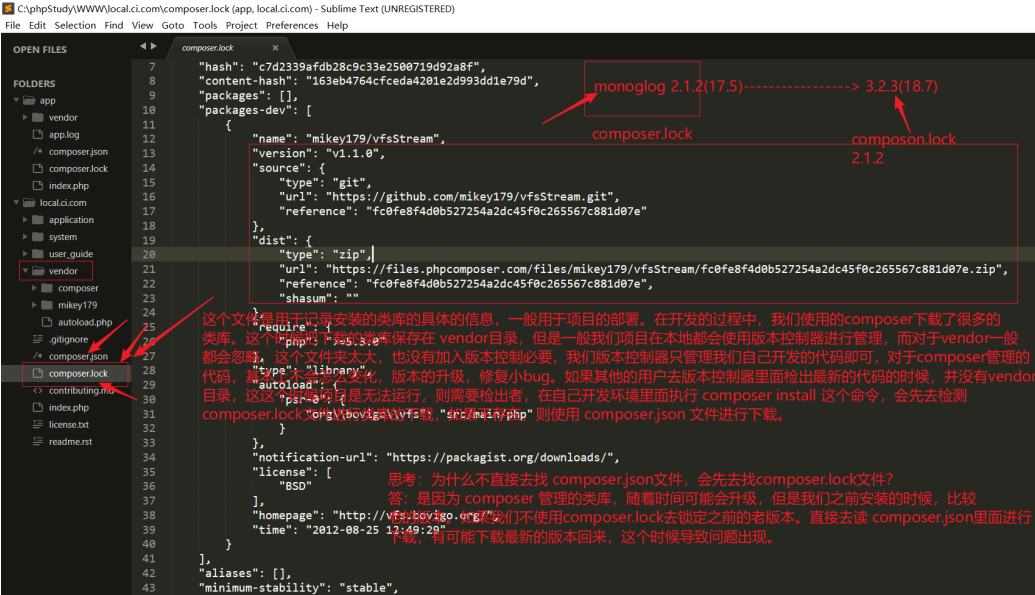 C:\phpStudy\WWW\local.ci.com\composer.lock (app, local.ci.com) - Sublime Text (UNREGISTERED)
File Edit Selection Find View Goto Tools Project Preferences Help
OPEN FILES
FOLDERS
app
vendor
app.log
composer.json
composer.lock
index.php
local.ci.com
application
system
user_guide
vendor
composer
mikey179
autoload.php
.gitignore
composer.json
composer.lock
contributing.md
index.php
license.txt
readme.rst
composer.lock
7 "hash": "c7d2339afdb28c9c33e2500719d92a8f",
8 "content-hash": "163eb4764cfceda4201e2d993dd1e79d",
9 "packages": [],
10 "packages-dev": [
11 {
12 "name": "mikey179/vfsStream",
13 "version": "v1.1.0",
14 "source": {
15 "type": "git",
16 "url": "https://github.com/mikey179/vfsStream.git",
17 "reference": "fc0fe8f4d0b527254a2dc45f0c265567c881d07e"
18 },
19 "dist": {
20 "type": "zip",
21 "url": "https://files.phpcomposer.com/files/mikey179/vfsStream/fc0fe8f4d0b527254a2dc45f0c265567c881d07e.zip",
22 "reference": "fc0fe8f4d0b527254a2dc45f0c265567c881d07e",
23 "shasum": ""
24 },
25 "require": {
26 "php": ">=5.3.0"
27 },
28 "type": "library",
29 "autoload": {
30 "psr-0": {
31 "org\\bovigo\\vfs": "src/main/php"
32 }
33 },
34 "notification-url": "https://packagist.org/downloads/",
35 "license": [
36 "BSD"
37 ],
38 "homepage": "http://vfs.bovigo.org/",
39 "time": "2012-08-25 12:49:29"
40 }
41 ],
42 "aliases": [],
43 "minimum-stability": "stable",
monoglog 2.1.2(17.5)----------------> 3.2.3(18.7)
composer.lock
composon.lock
2.1.2
这个文件是用于记录安装的类库的具体的信息，一般用于项目的部署。在开发的过程中，我们使用的composer下载了很多的
类库。这个时候把下载的类库保存在 vendor目录，但是一般我们项目在本地都会使用版本控制器进行管理，而对于vendor一般
都会忽略，这个文件夹太大，也没有加入版本控制必要，我们版本控制器只管理我们自己开发的代码即可，对于composer管理的
代码，基本上不会怎么变化，版本的升级，修复小bug。如果其他的用户去版本控制器里面检出最新的代码的时候，并没有vendor
目录，这这个时候项目是无法运行，则需要检出者，在自己开发环境里面执行 composer install 这个命令，会先去检测
composer.lock文件进行类库的下载，如果不存在，则使用 composer.json 文件进行下载。
思考：为什么不直接去找 composer.json文件，会先去找composer.lock文件？
答：是因为 composer 管理的类库，随着时间可能会升级，但是我们之前安装的时候，比较
老的版本。如果我们不使用composer.lock去锁定之前的老版本。直接去读 composer.json里面进行
下载，有可能下载最新的版本回来，这个时候导致问题出现。